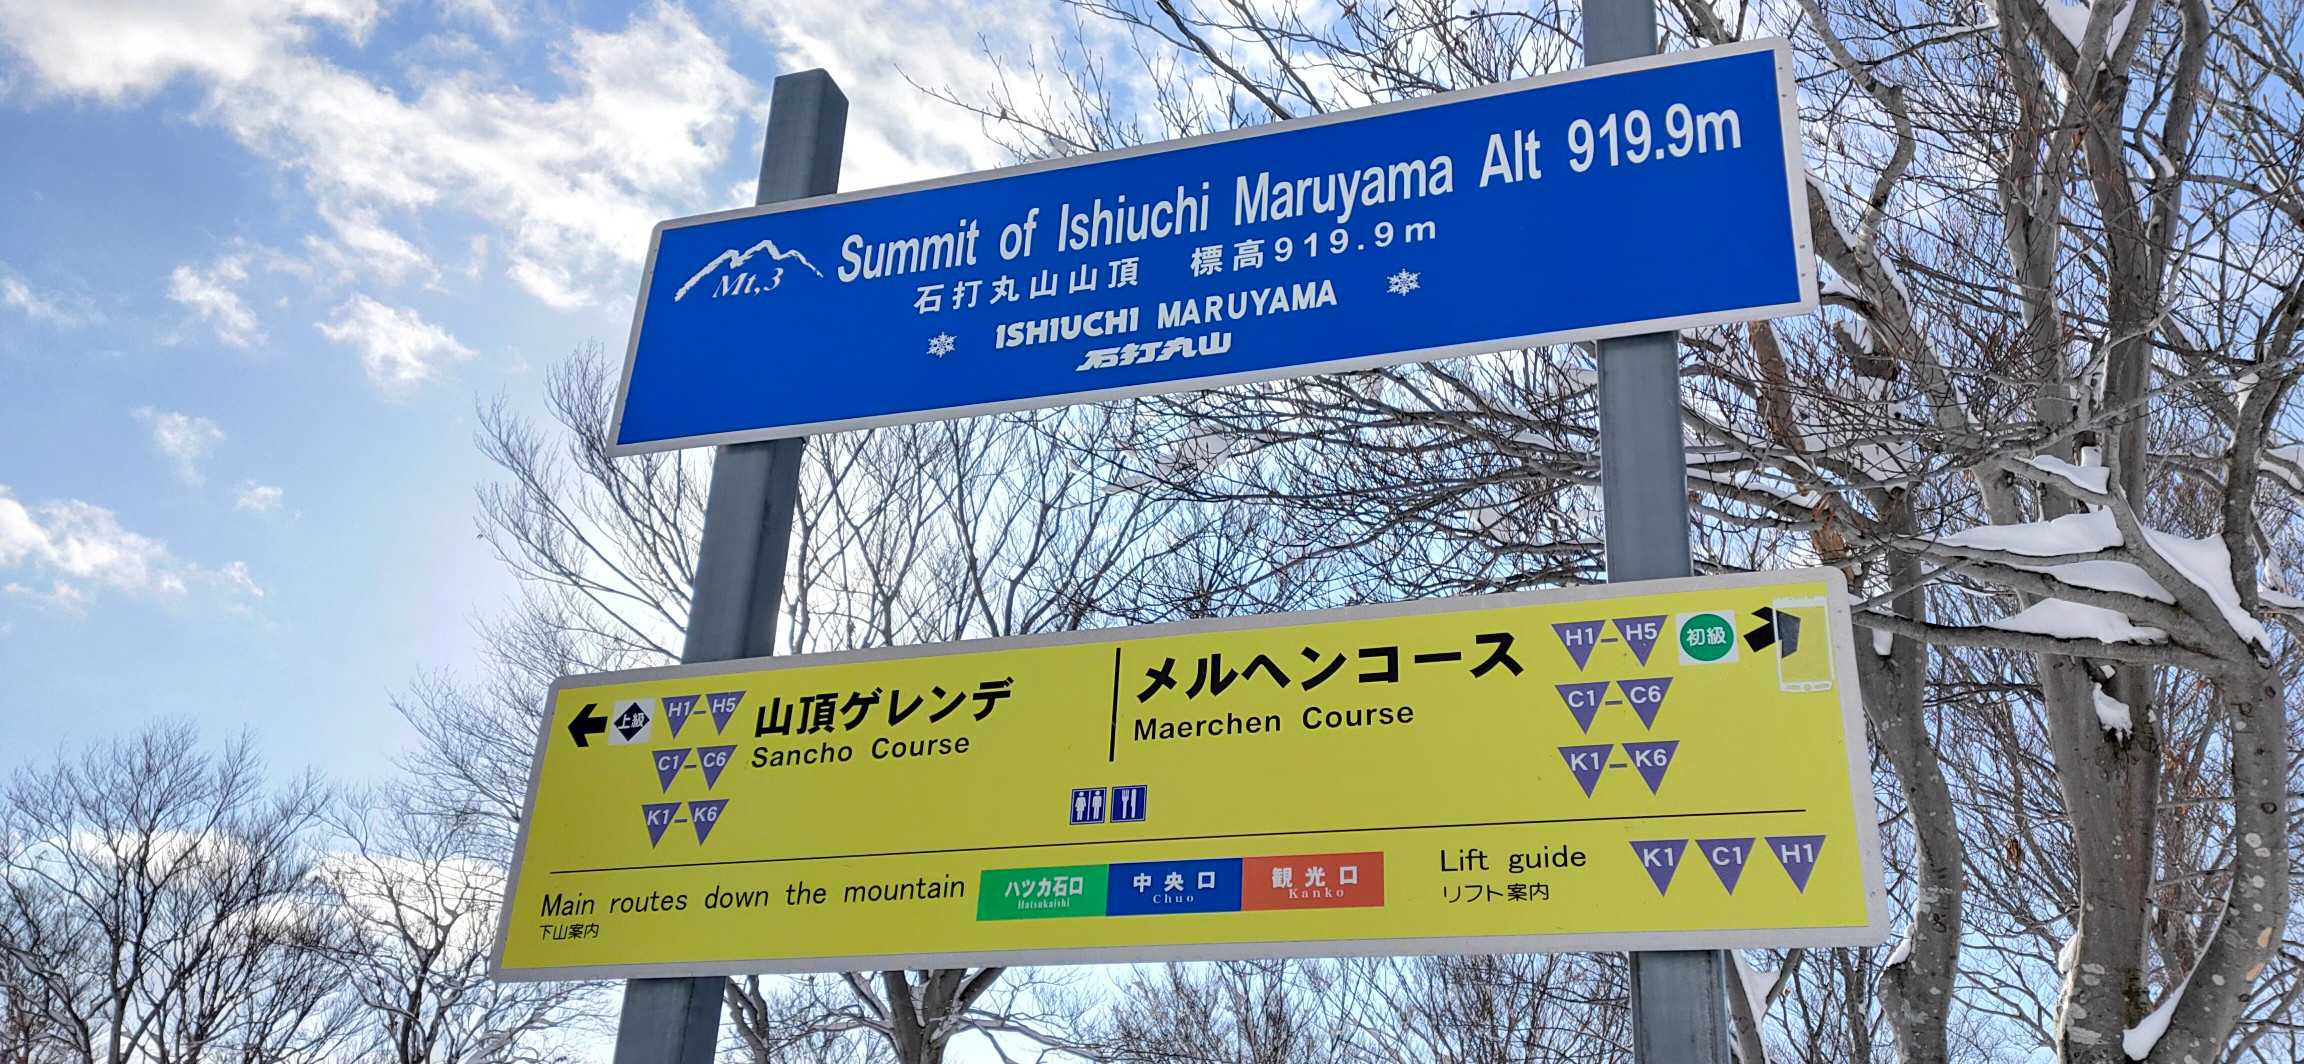 Mt,3
Summit of Ishiuchi Maruyama Alt 919.9m
石打丸山山頂 標高919.9m
ISHIUCHI MARUYAMA
石打丸山
上級 H1-H5 山頂ゲレンデ
C1-C6 Sancho Course
K1-K6
メルヘンコース H1-H5 初級
Maerchen Course C1-C6
K1-K6
Main routes down the mountain
下山案内
ハツカ石口
Hatsukaishi
中央口
Chuo
観光口
Kanko
Lift guide K1 C1 H1
リフト案内